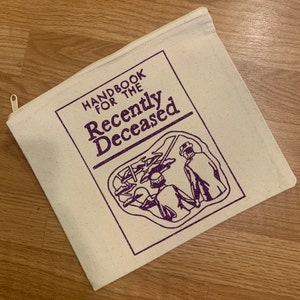 HANDBOOK
FOR THE
Recently
Deceased